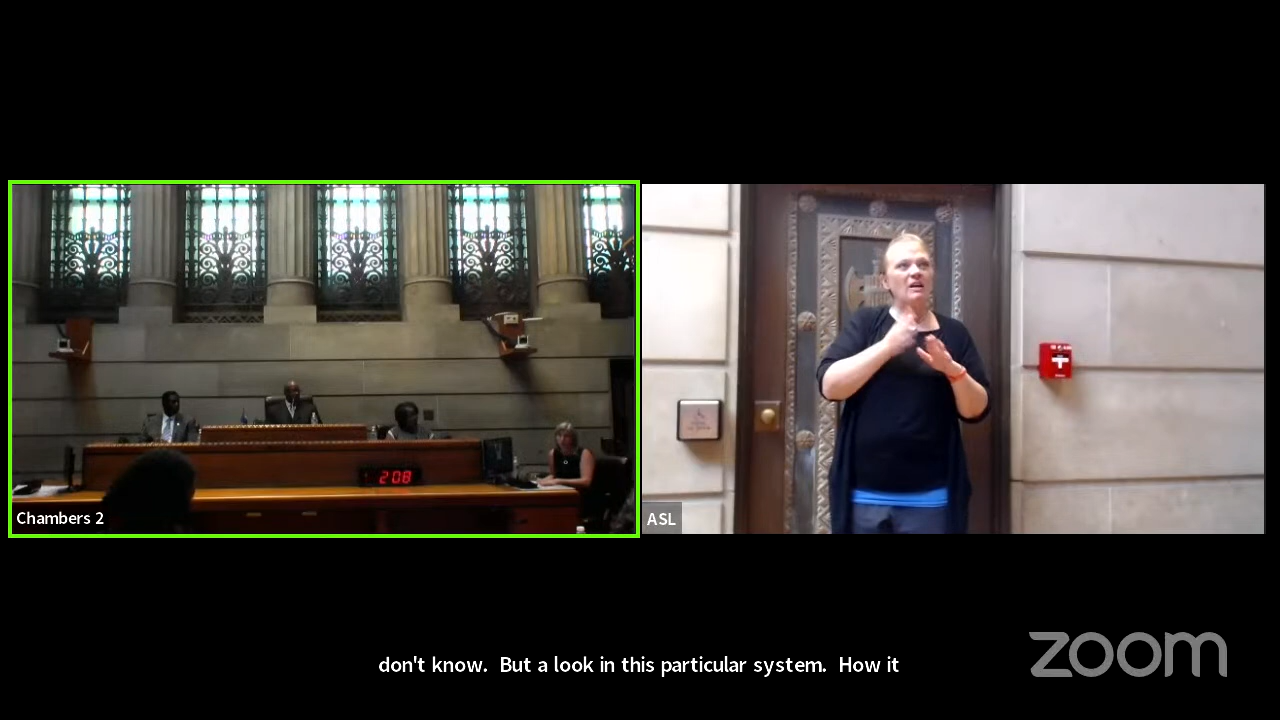 2:08
Chambers 2
ASL
don't know.  But a look in this particular system.  How it
zoom